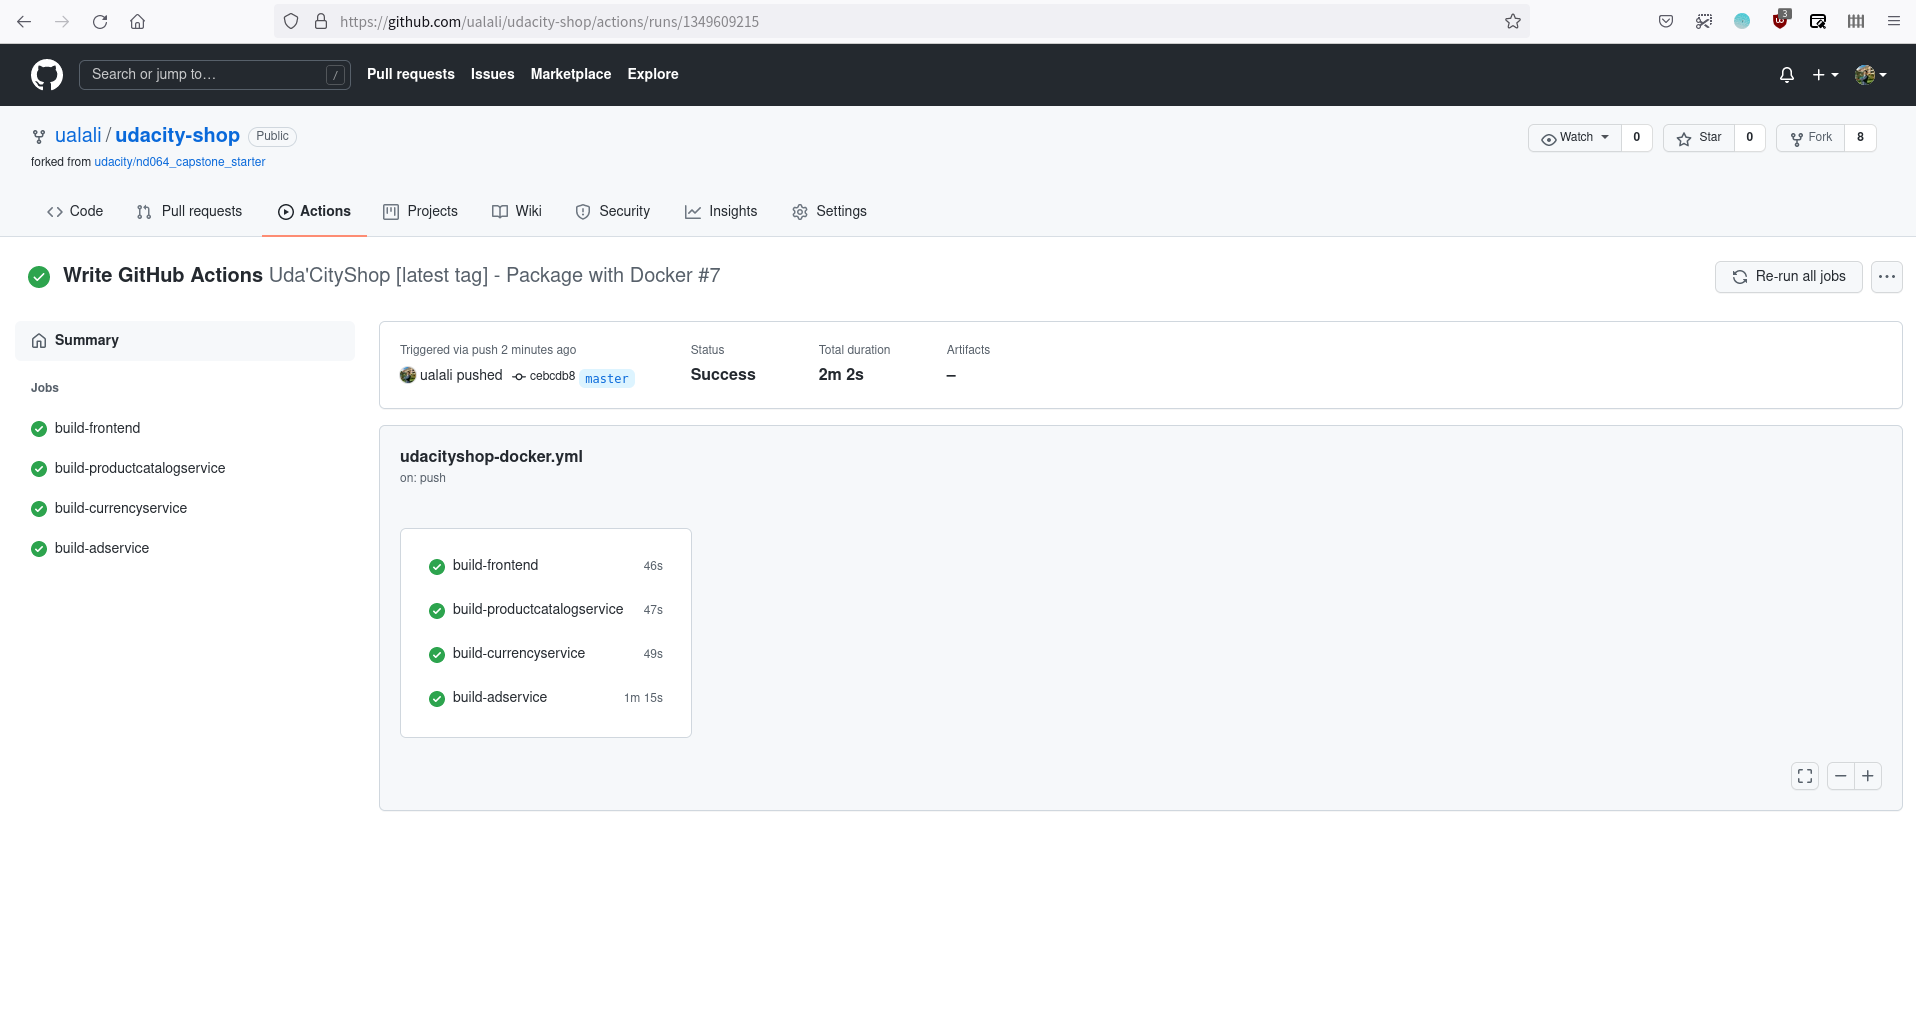 https://github.com/ualali/udacity-shop/actions/runs/1349609215
3
Search or jump to… /
Pull requests Issues Marketplace Explore
ualali / udacity-shop Public
forked from udacity/nd064_capstone_starter
Watch 0 Star 0 Fork 8
Code Pull requests Actions Projects Wiki Security Insights Settings
Write GitHub Actions Uda'CityShop [latest tag] - Package with Docker #7
Re-run all jobs
Summary
Jobs
build-frontend
build-productcatalogservice
build-currencyservice
build-adservice
Triggered via push 2 minutes ago
ualali pushed cebcdb8 master
Status
Success
Total duration
2m 2s
Artifacts
–
udacityshop-docker.yml
on: push
build-frontend 46s
build-productcatalogservice 47s
build-currencyservice 49s
build-adservice 1m 15s